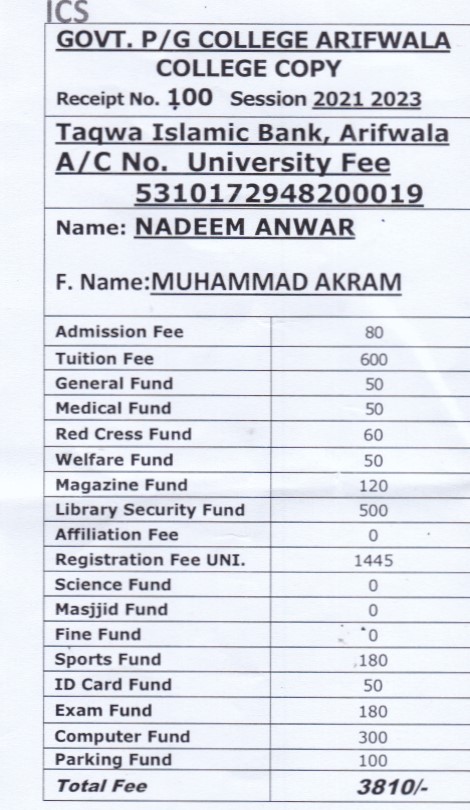 ICS
GOVT. P/G COLLEGE ARIFWALA
COLLEGE COPY
Receipt No. 100 Session 2021 2023
Taqwa Islamic Bank, Arifwala
A/C No. University Fee
5310172948200019
Name: NADEEM ANWAR
F. Name:MUHAMMAD AKRAM
Admission Fee 80
Tuition Fee 600
General Fund 50
Medical Fund 50
Red Cress Fund 60
Welfare Fund 50
Magazine Fund 120
Library Security Fund 500
Affiliation Fee 0
Registration Fee UNI. 1445
Science Fund 0
Masjjid Fund 0
Fine Fund 0
Sports Fund 180
ID Card Fund 50
Exam Fund 180
Computer Fund 300
Parking Fund 100
Total Fee 3810/-